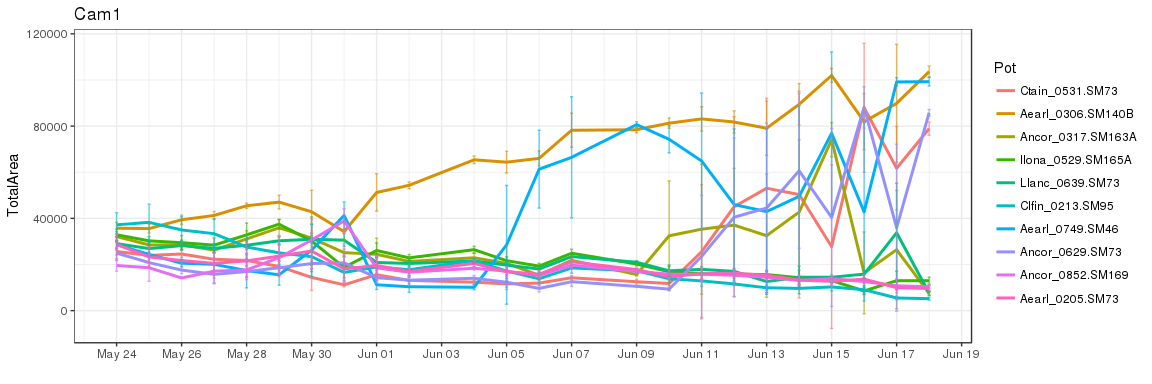 Cam1
TotalArea
120000
80000
40000
0
May 24 May 26 May 28 May 30 Jun 01 Jun 03 Jun 05 Jun 07 Jun 09 Jun 11 Jun 13 Jun 15 Jun 17 Jun 19
Pot
Ctain_0531.SM73
Aearl_0306.SM140B
Ancor_0317.SM163A
Ilona_0529.SM165A
Llanc_0639.SM73
Clfin_0213.SM95
Aearl_0749.SM46
Ancor_0629.SM73
Ancor_0852.SM169
Aearl_0205.SM73